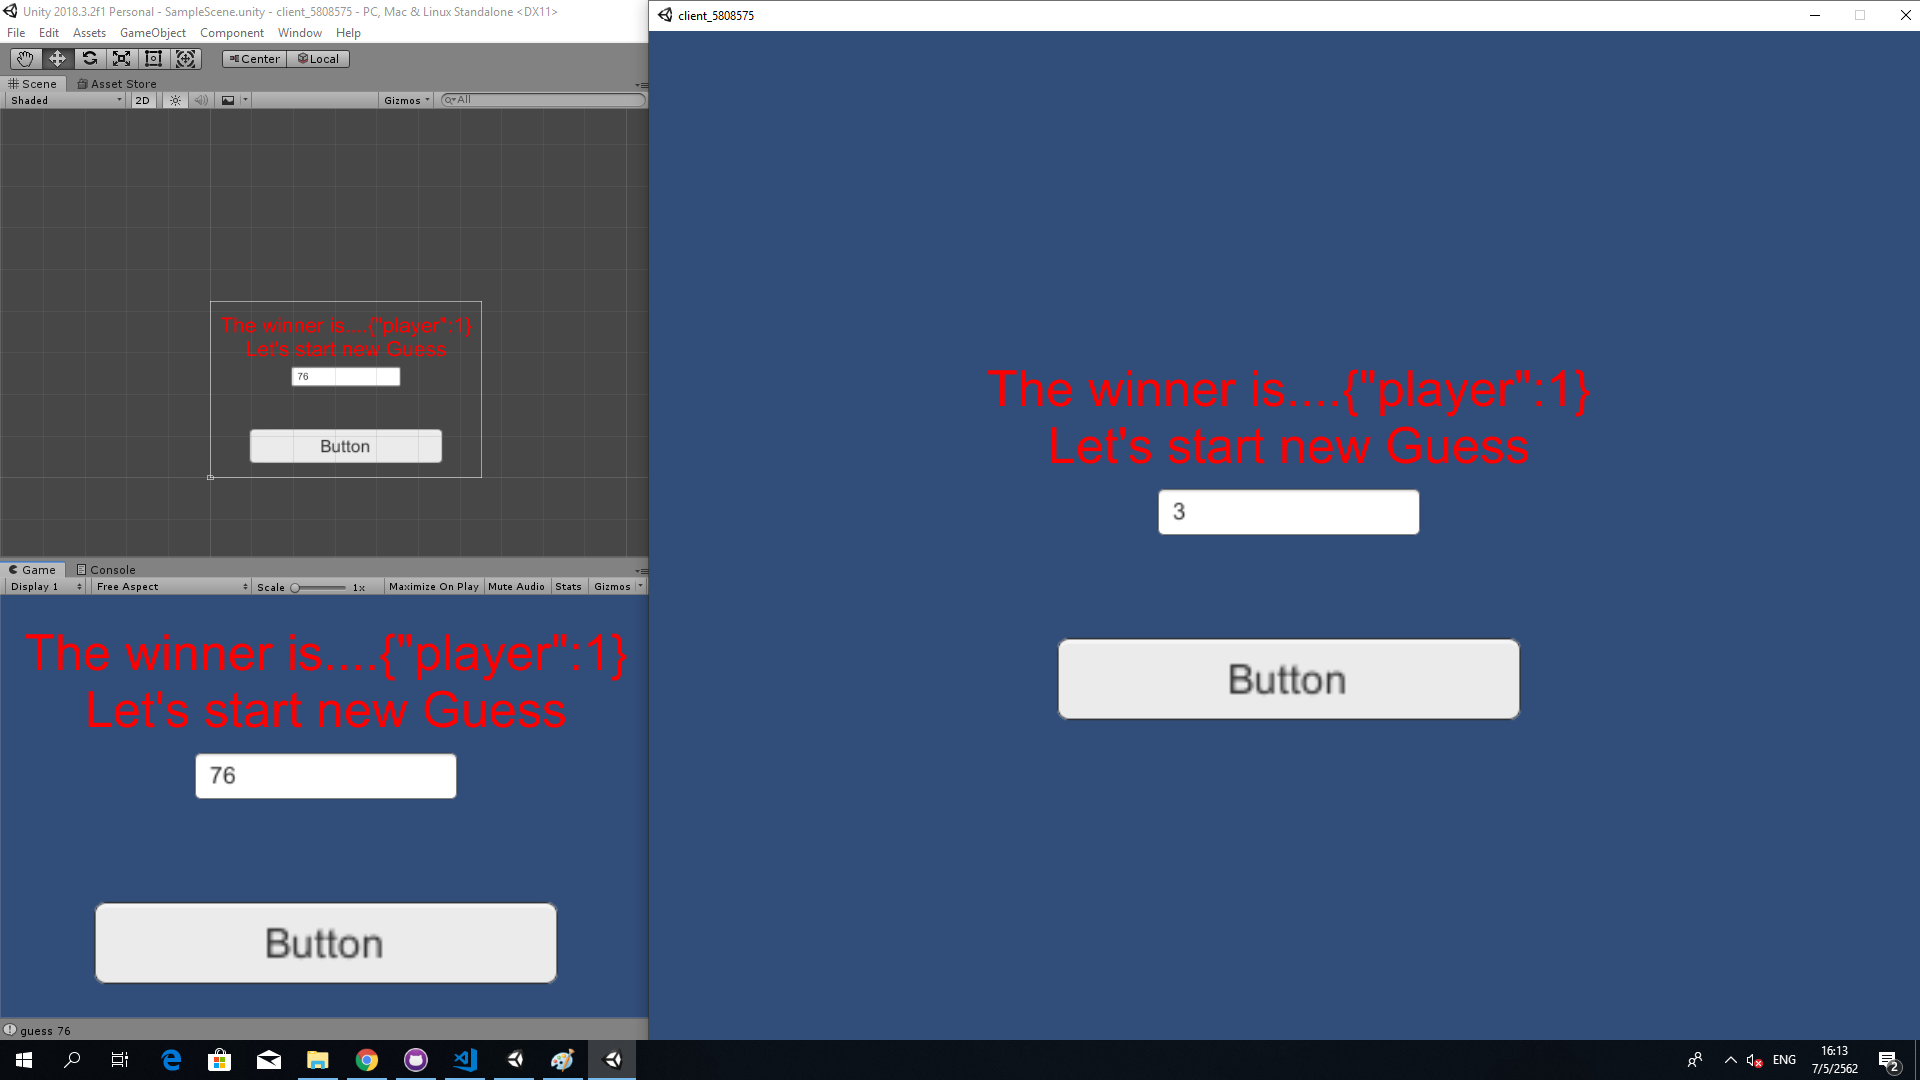 Unity 2018.3.2f1 Personal - SampleScene.unity - client_5808575 - PC, Mac & Linux Standalone <DX11>
File Edit Assets GameObject Component Window Help
Center Local
Scene Asset Store
Shaded 2D Gizmos All
The winner is....{"player":1}
Let's start new Guess
76
Button
Game Console
Display 1 Free Aspect Scale 1x Maximize On Play Mute Audio Stats Gizmos
The winner is....{"player":1}
Let's start new Guess
76
Button
guess 76
client_5808575
The winner is....{"player":1}
Let's start new Guess
3
Button
ENG
16:13
7/5/2562
2